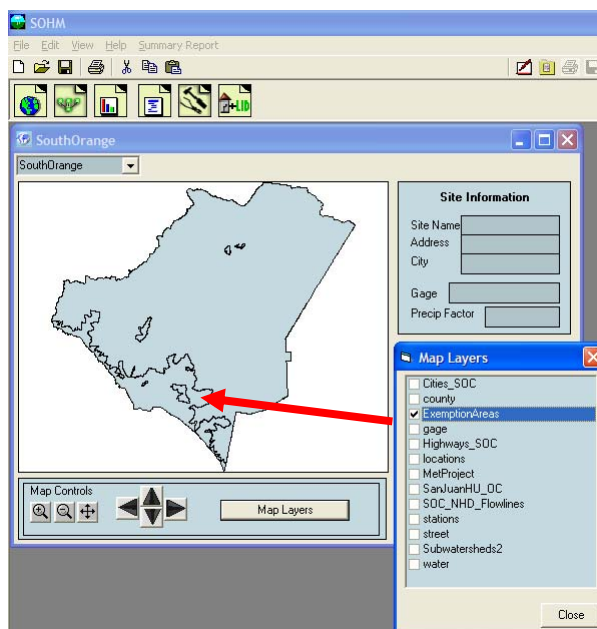 SOHM
File Edit View Help Summary Report
LID
SouthOrange
SouthOrange
Site Information
Site Name
Address
City
Gage
Precip Factor
Map Layers
Cities_SOC
county
ExemptionAreas
gage
Highways_SOC
locations
MetProject
SanJuanHU_OC
SOC_NHD_Flowlines
stations
street
Subwatersheds2
water
Close
Map Controls
Map Layers